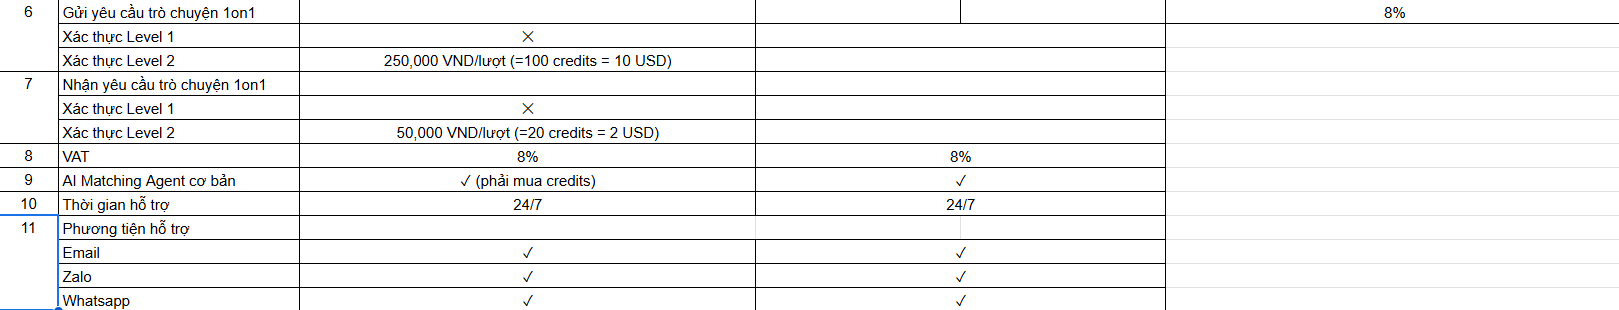 6 Gửi yêu cầu trò chuyện 1on1 8%
Xác thực Level 1 ✕
Xác thực Level 2 250,000 VND/lượt (=100 credits = 10 USD)
7 Nhận yêu cầu trò chuyện 1on1
Xác thực Level 1 ✕
Xác thực Level 2 50,000 VND/lượt (=20 credits = 2 USD)
8 VAT 8% 8%
9 AI Matching Agent cơ bản ✓ (phải mua credits) ✓
10 Thời gian hỗ trợ 24/7 24/7
11 Phương tiện hỗ trợ
Email ✓ ✓
Zalo ✓ ✓
Whatsapp ✓ ✓